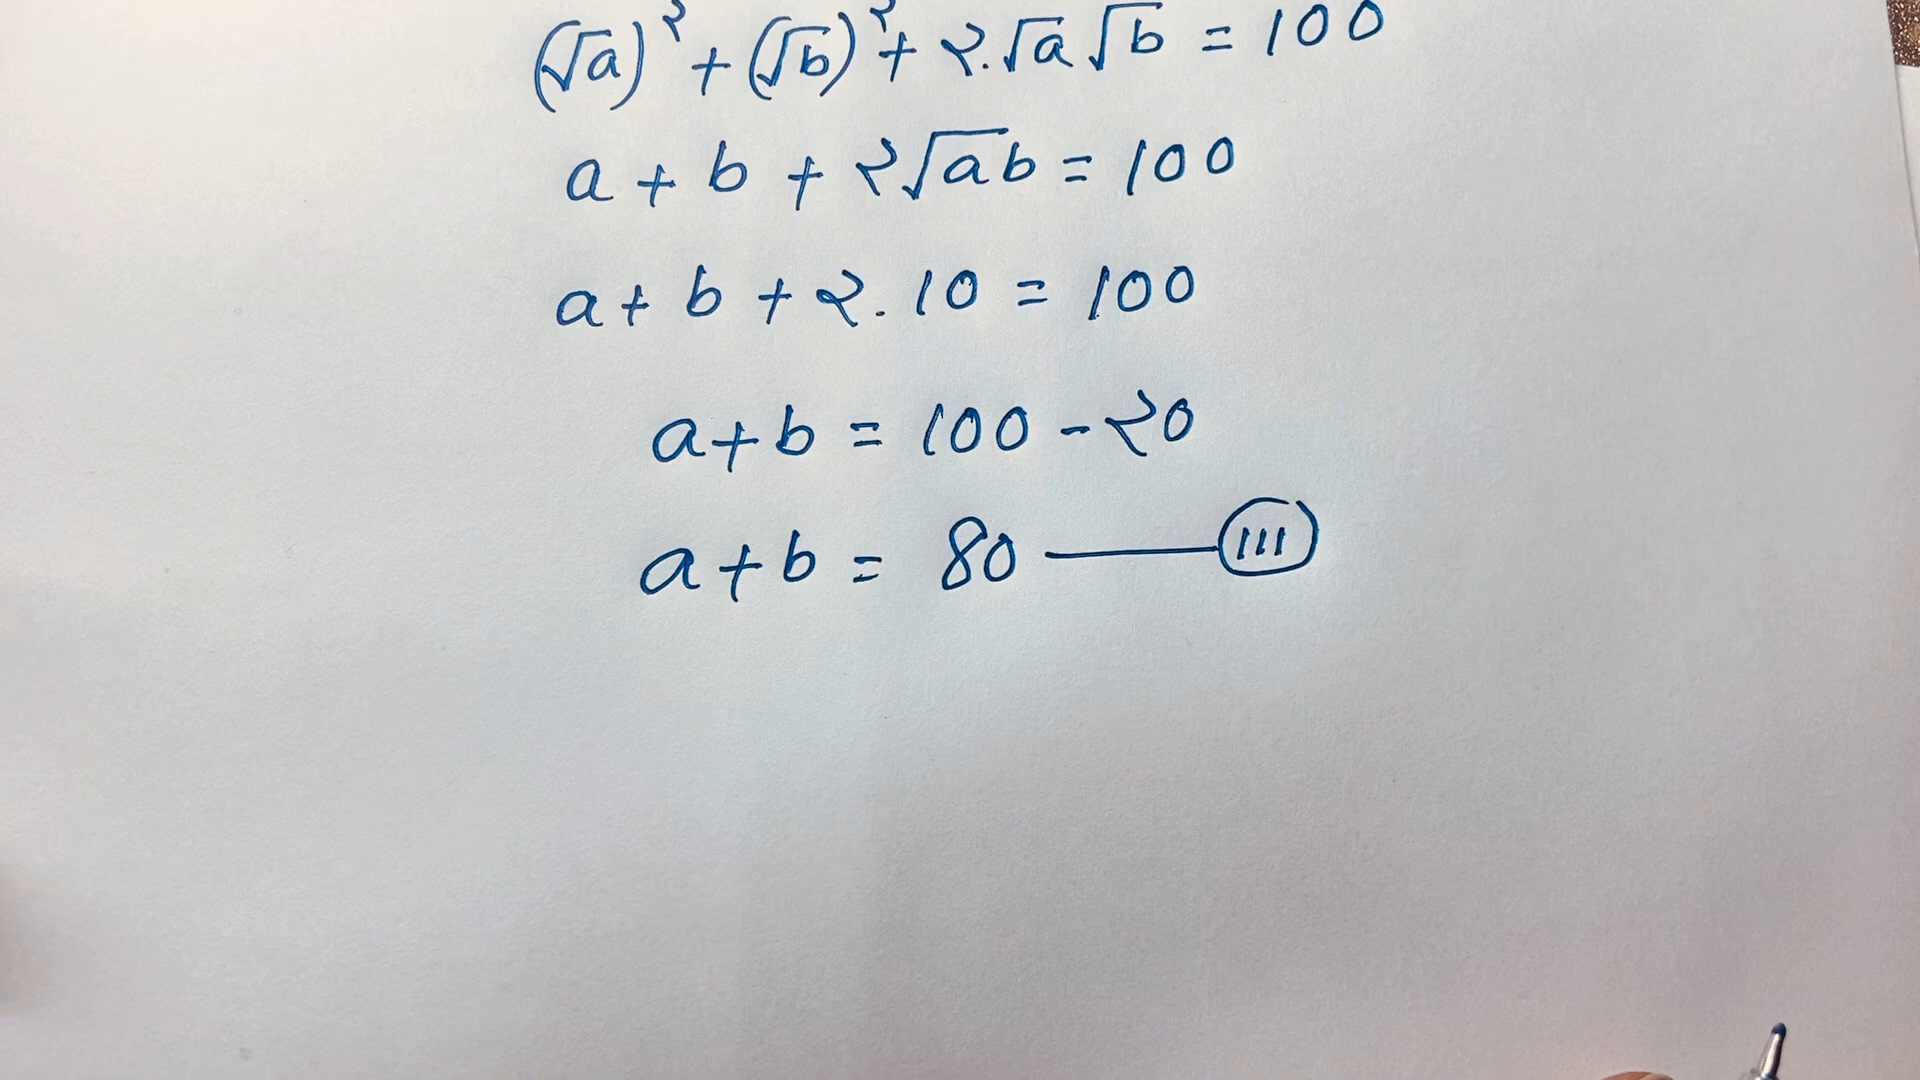 (√a)² + (√b)² + 2.√a √b = 100
a + b + 2√ab = 100
a + b + 2. 10 = 100
a + b = 100 - 20
a + b = 80 —— (III)